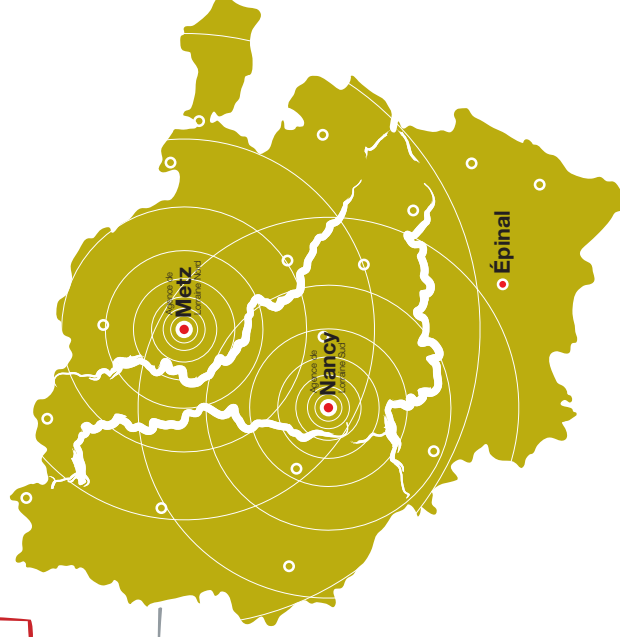 Agence de
Metz
Lorraine Nord
Agence de
Nancy
Lorraine Sud
Épinal